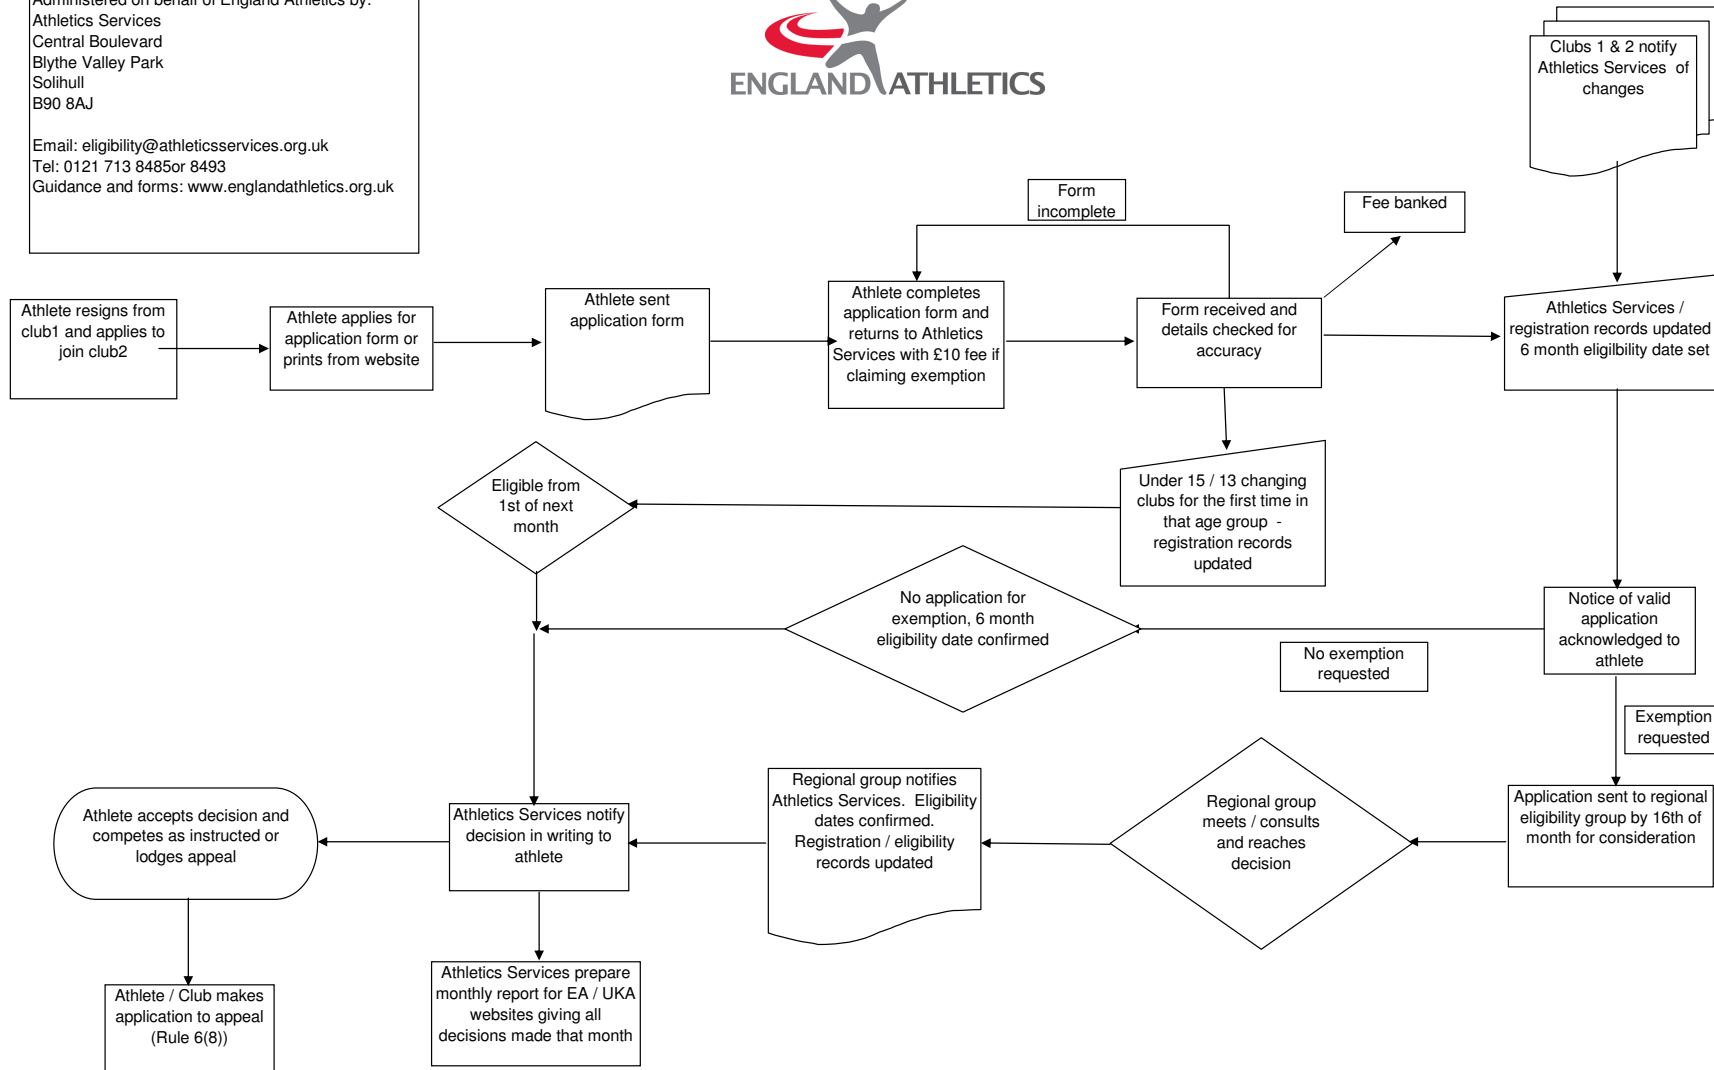 Administered on behalf of England Athletics by:
Athletics Services
Central Boulevard
Blythe Valley Park
Solihull
B90 8AJ
Email: eligibility@athleticsservices.org.uk
Tel: 0121 713 8485or 8493
Guidance and forms: www.englandathletics.org.uk
ENGLAND ATHLETICS
Clubs 1 & 2 notify
Athletics Services of
changes
Form
incomplete
Fee banked
Athlete resigns from
club1 and applies to
join club2
Athlete applies for
application form or
prints from website
Athlete sent
application form
Athlete completes
application form and
returns to Athletics
Services with £10 fee if
claiming exemption
Form received and
details checked for
accuracy
Athletics Services /
registration records updated
6 month eligilbility date set
Eligible from
1st of next
month
Under 15 / 13 changing
clubs for the first time in
that age group -
registration records
updated
No application for
exemption, 6 month
eligibility date confirmed
No exemption
requested
Notice of valid
application
acknowledged to
athlete
Exemption
requested
Athlete accepts decision and
competes as instructed or
lodges appeal
Athletics Services notify
decision in writing to
athlete
Regional group notifies
Athletics Services. Eligibility
dates confirmed.
Registration / eligibility
records updated
Regional group
meets / consults
and reaches
decision
Application sent to regional
eligibility group by 16th of
month for consideration
Athlete / Club makes
application to appeal
(Rule 6(8))
Athletics Services prepare
monthly report for EA / UKA
websites giving all
decisions made that month